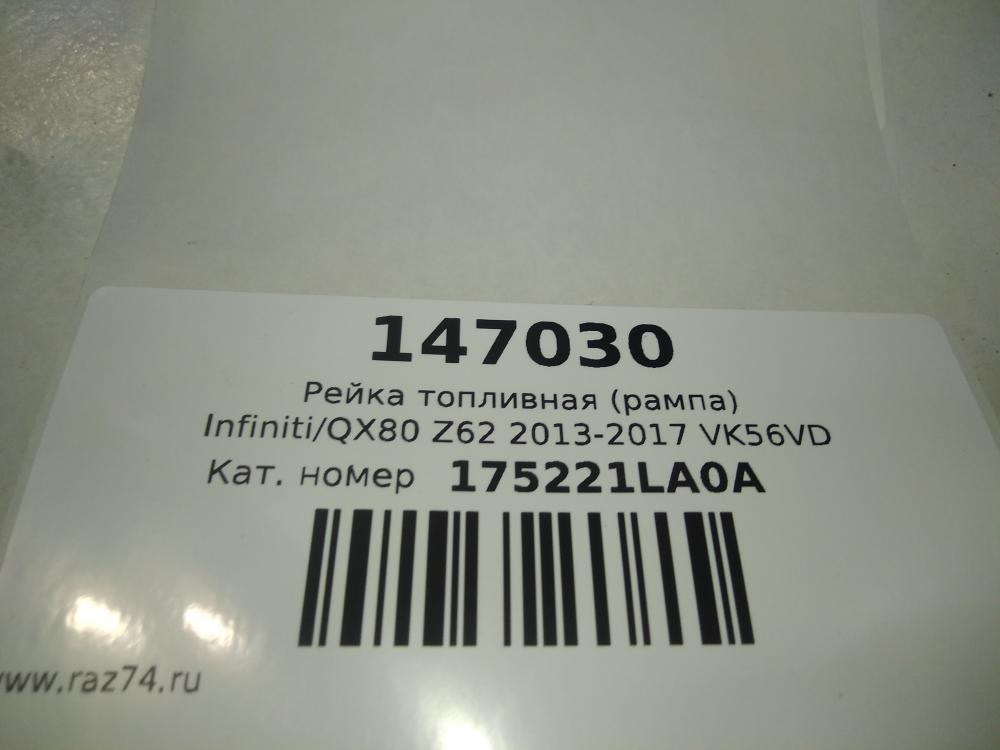 147030
Рейка топливная (рампа)
Infiniti/QX80 Z62 2013-2017 VK56VD
Кат. номер 175221LA0A
www.raz74.ru